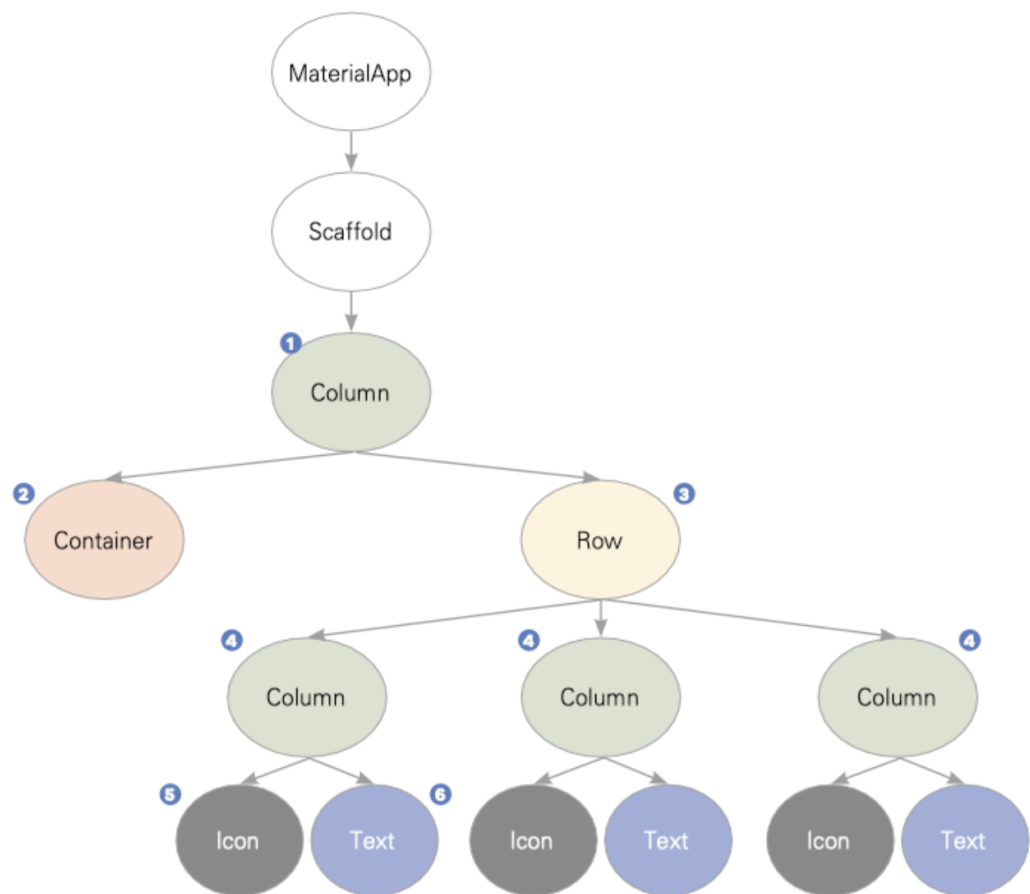 MaterialApp
Scaffold
1
Column
2
Container
3
Row
4
Column
4
Column
4
Column
5
Icon
Text
6
Icon
Text
Icon
Text